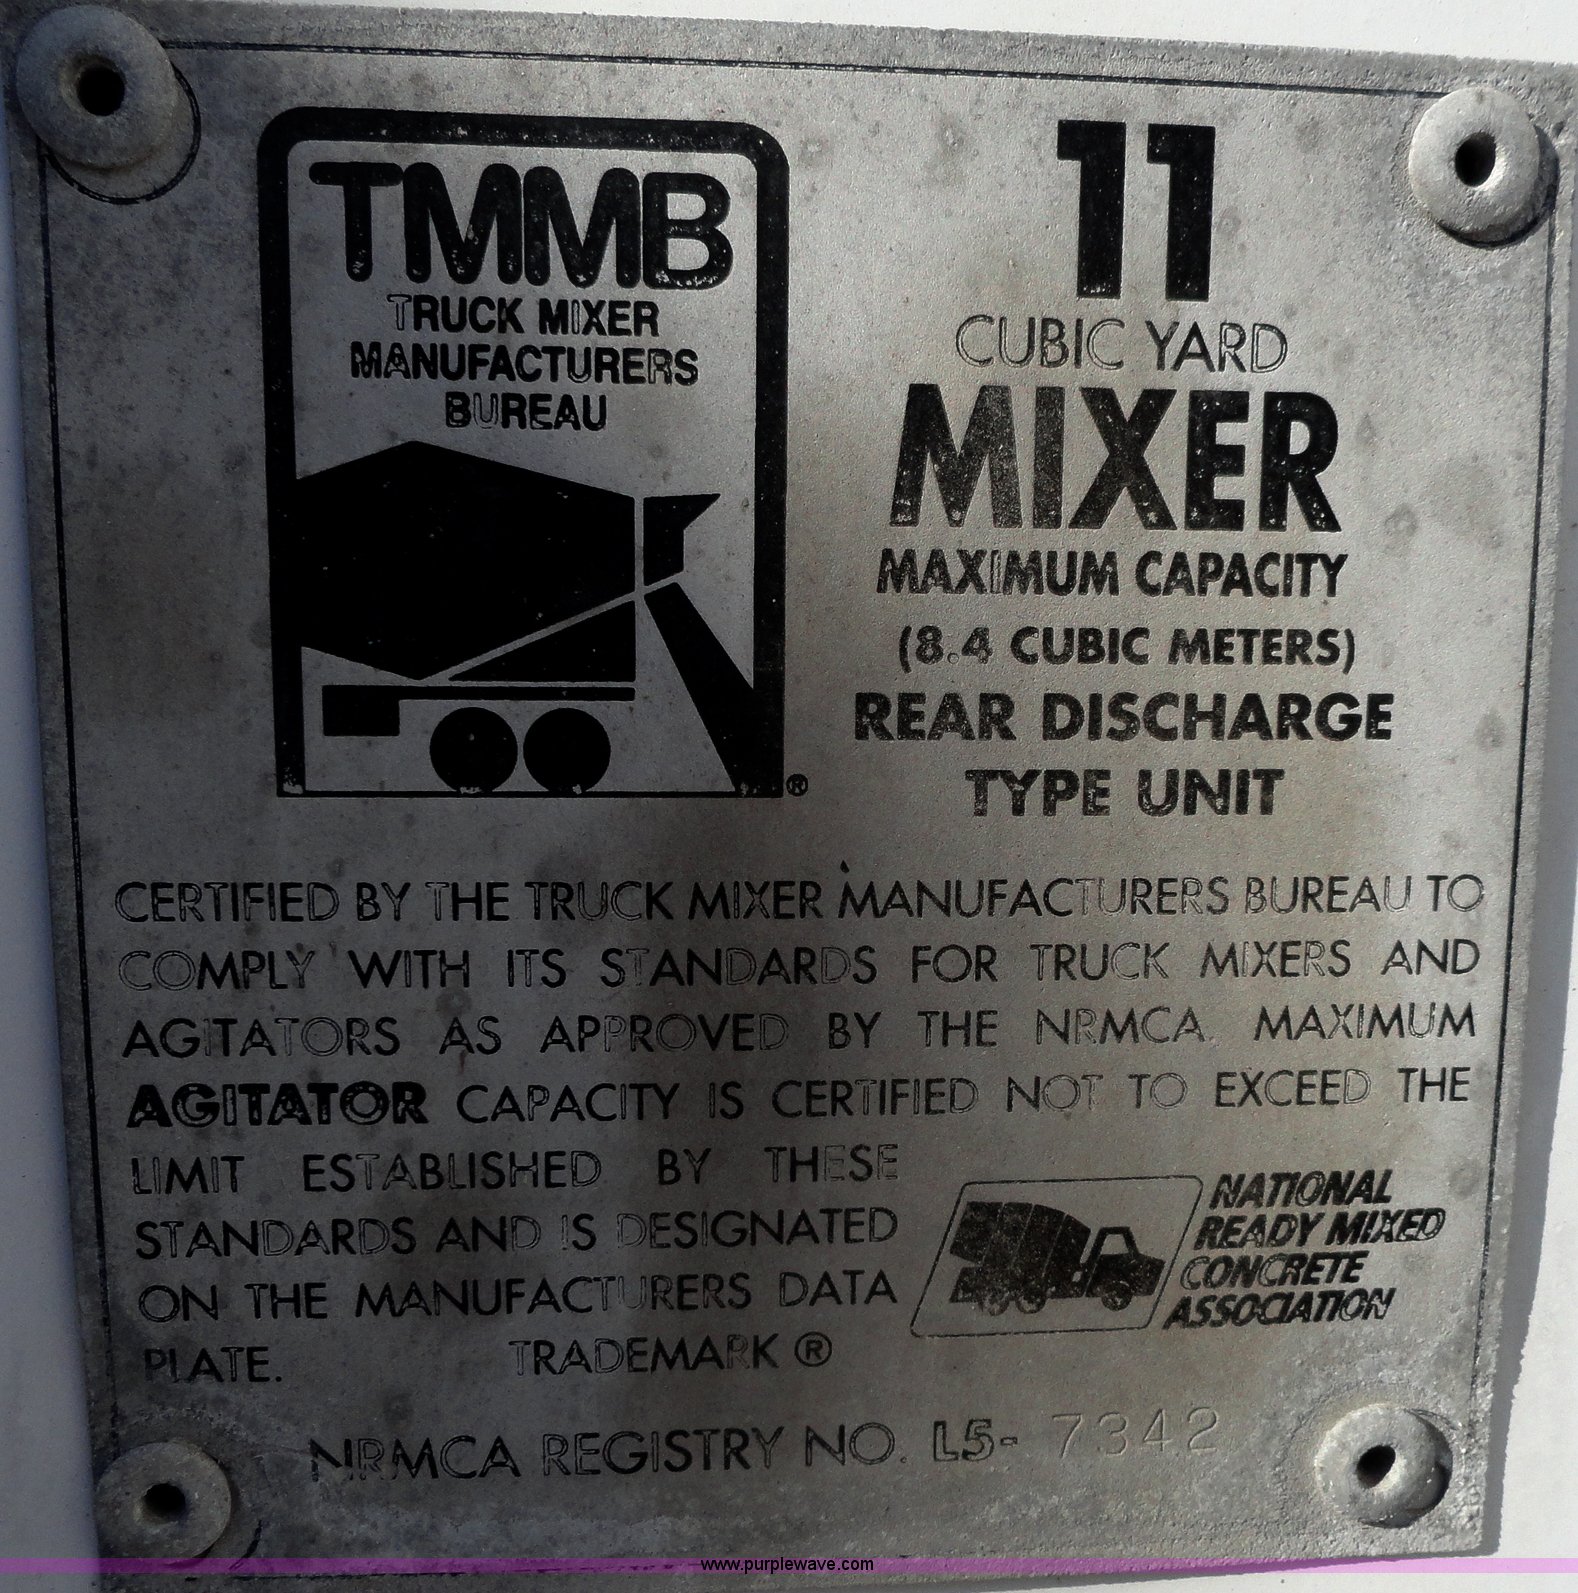 TMMB
TRUCK MIXER
MANUFACTURERS
BUREAU
®
11
CUBIC YARD
MIXER
MAXIMUM CAPACITY
(8.4 CUBIC METERS)
REAR DISCHARGE
TYPE UNIT
CERTIFIED BY THE TRUCK MIXER MANUFACTURERS BUREAU TO
COMPLY WITH ITS STANDARDS FOR TRUCK MIXERS AND
AGITATORS AS APPROVED BY THE NRMCA. MAXIMUM
AGITATOR CAPACITY IS CERTIFIED NOT TO EXCEED THE
LIMIT ESTABLISHED BY THESE
STANDARDS AND IS DESIGNATED
ON THE MANUFACTURERS DATA
PLATE. TRADEMARK ®
NATIONAL
READY MIXED
CONCRETE
ASSOCIATION
NRMCA REGISTRY NO. L5- 7342
www.purplewave.com